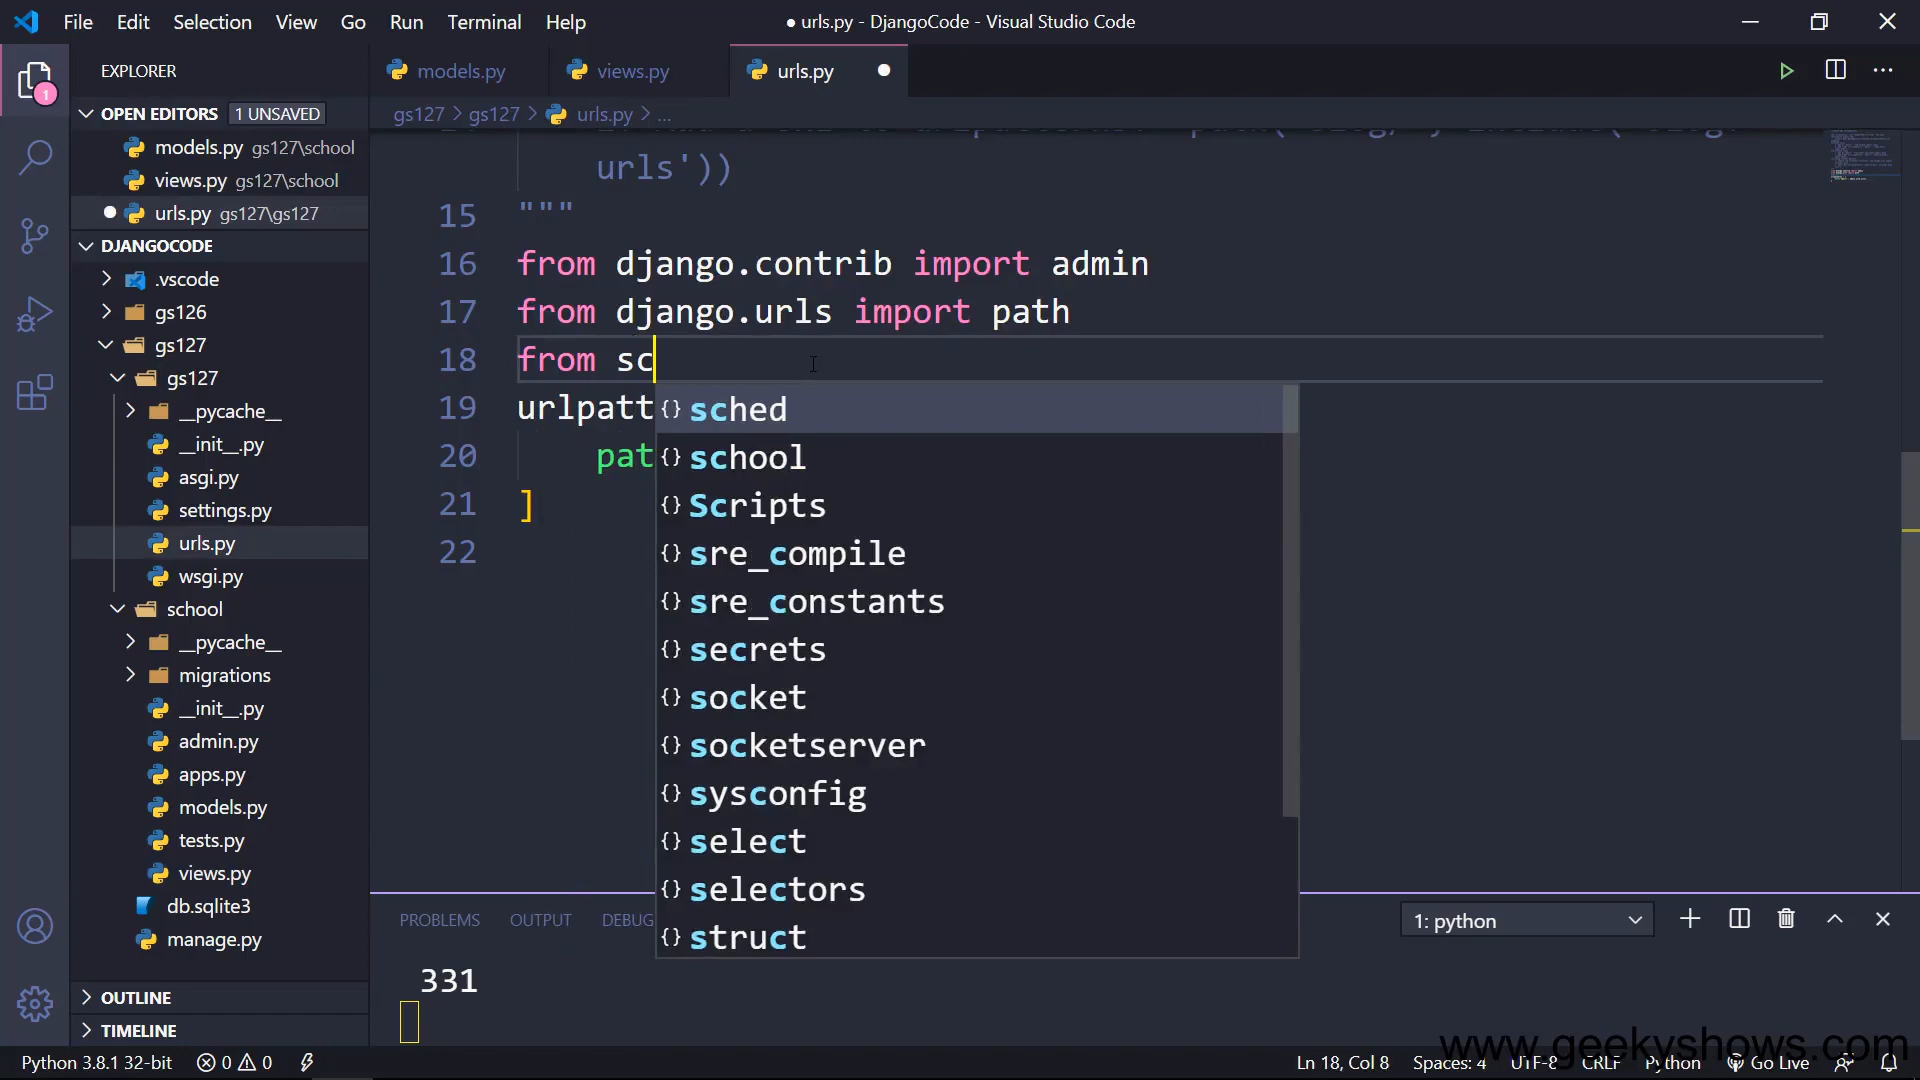 File Edit Selection View Go Run Terminal Help
● urls.py - DjangoCode - Visual Studio Code
EXPLORER
OPEN EDITORS 1 UNSAVED
models.py gs127\school
views.py gs127\school
urls.py gs127\gs127
DJANGOCODE
.vscode
gs126
gs127
gs127
__pycache__
__init__.py
asgi.py
settings.py
urls.py
wsgi.py
school
__pycache__
migrations
__init__.py
admin.py
apps.py
models.py
tests.py
views.py
db.sqlite3
manage.py
OUTLINE
TIMELINE
1
models.py views.py urls.py
gs127 > gs127 > urls.py > ...
urls'))
15 """
16 from django.contrib import admin
17 from django.urls import path
18 from sc
19 urlpatt
20 pat
21 ]
22
sched
school
Scripts
sre_compile
sre_constants
secrets
socket
socketserver
sysconfig
select
selectors
struct
PROBLEMS OUTPUT DEBUG
1: python
331
www.geekyshows.com
Python 3.8.1 32-bit 0 0 Ln 18, Col 8 Spaces: 4 UTF-8 CRLF Python Go Live